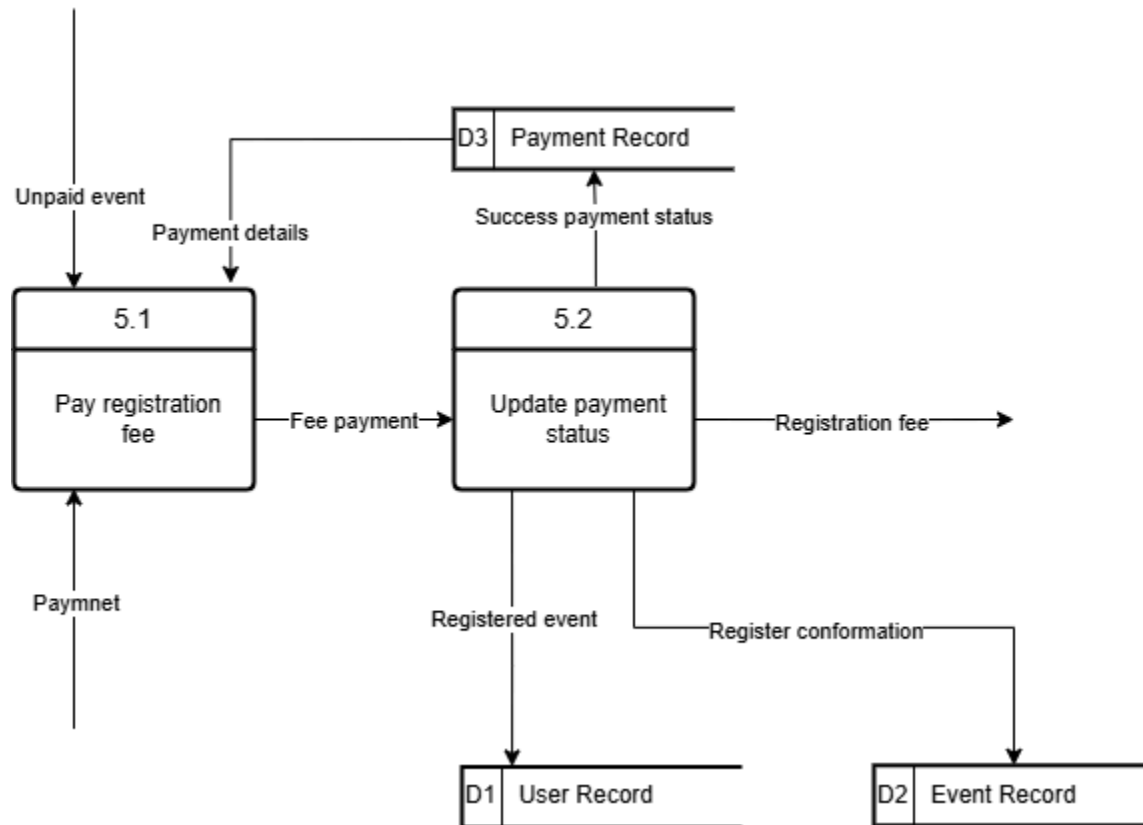 D3 Payment Record
Unpaid event
Success payment status
Payment details
5.1
5.2
Pay registration
fee
Fee payment
Update payment
status
Registration fee
Paymnet
Registered event
Register conformation
D1 User Record
D2 Event Record